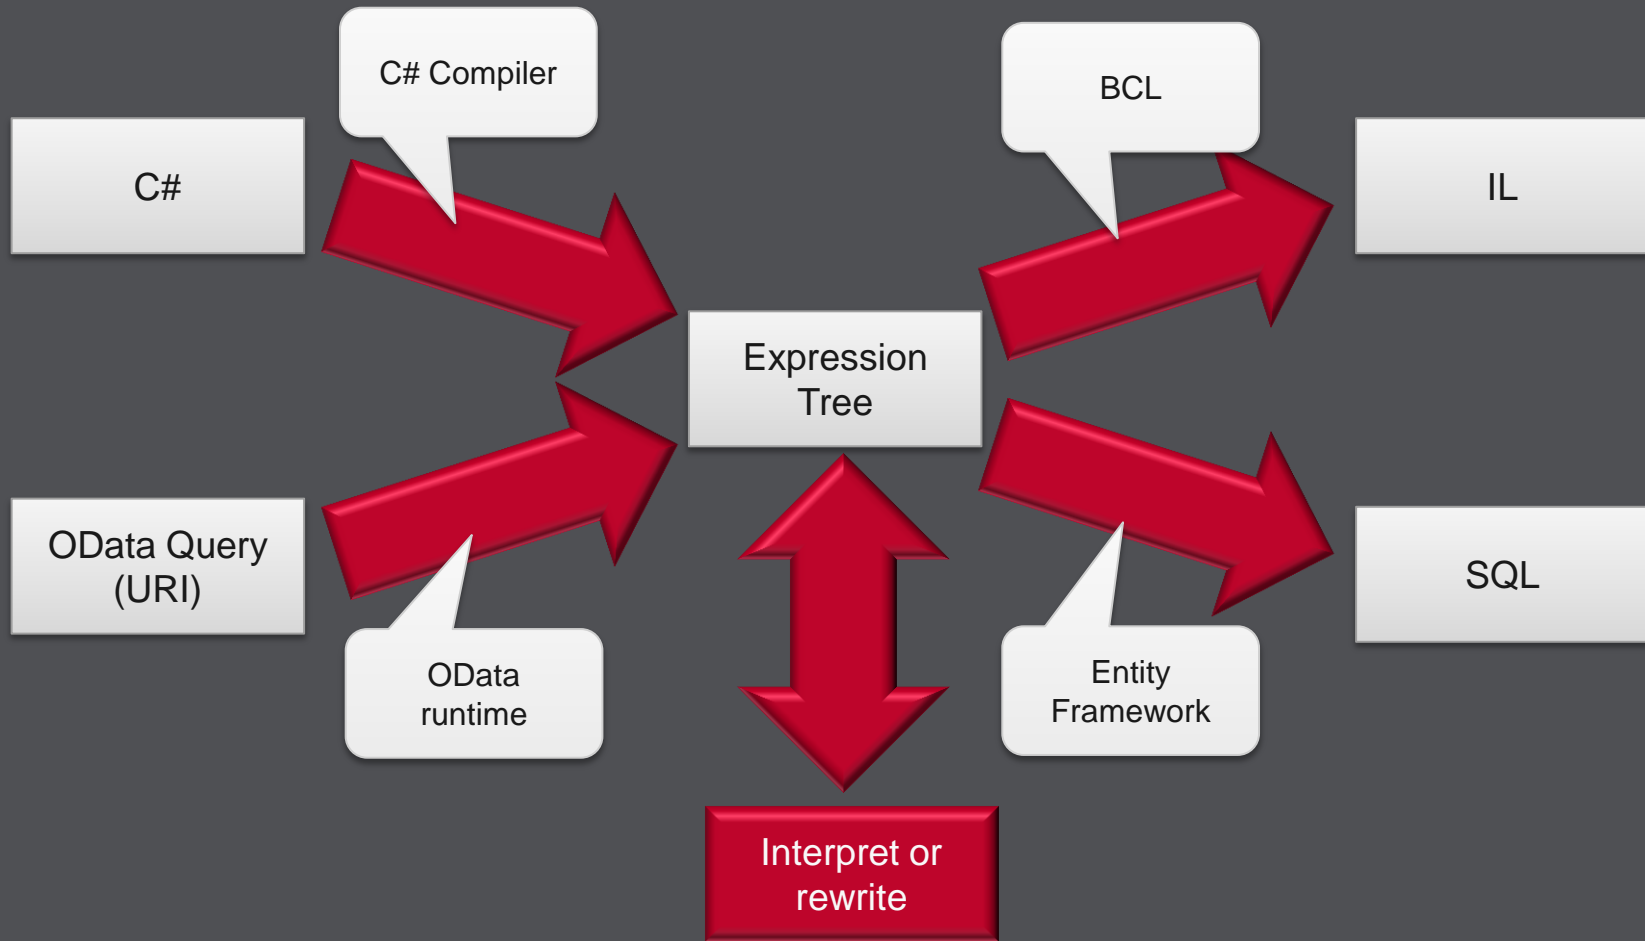 C# Compiler
BCL
C#
IL
Expression
Tree
OData Query
(URI)
SQL
OData
runtime
Entity
Framework
Interpret or
rewrite